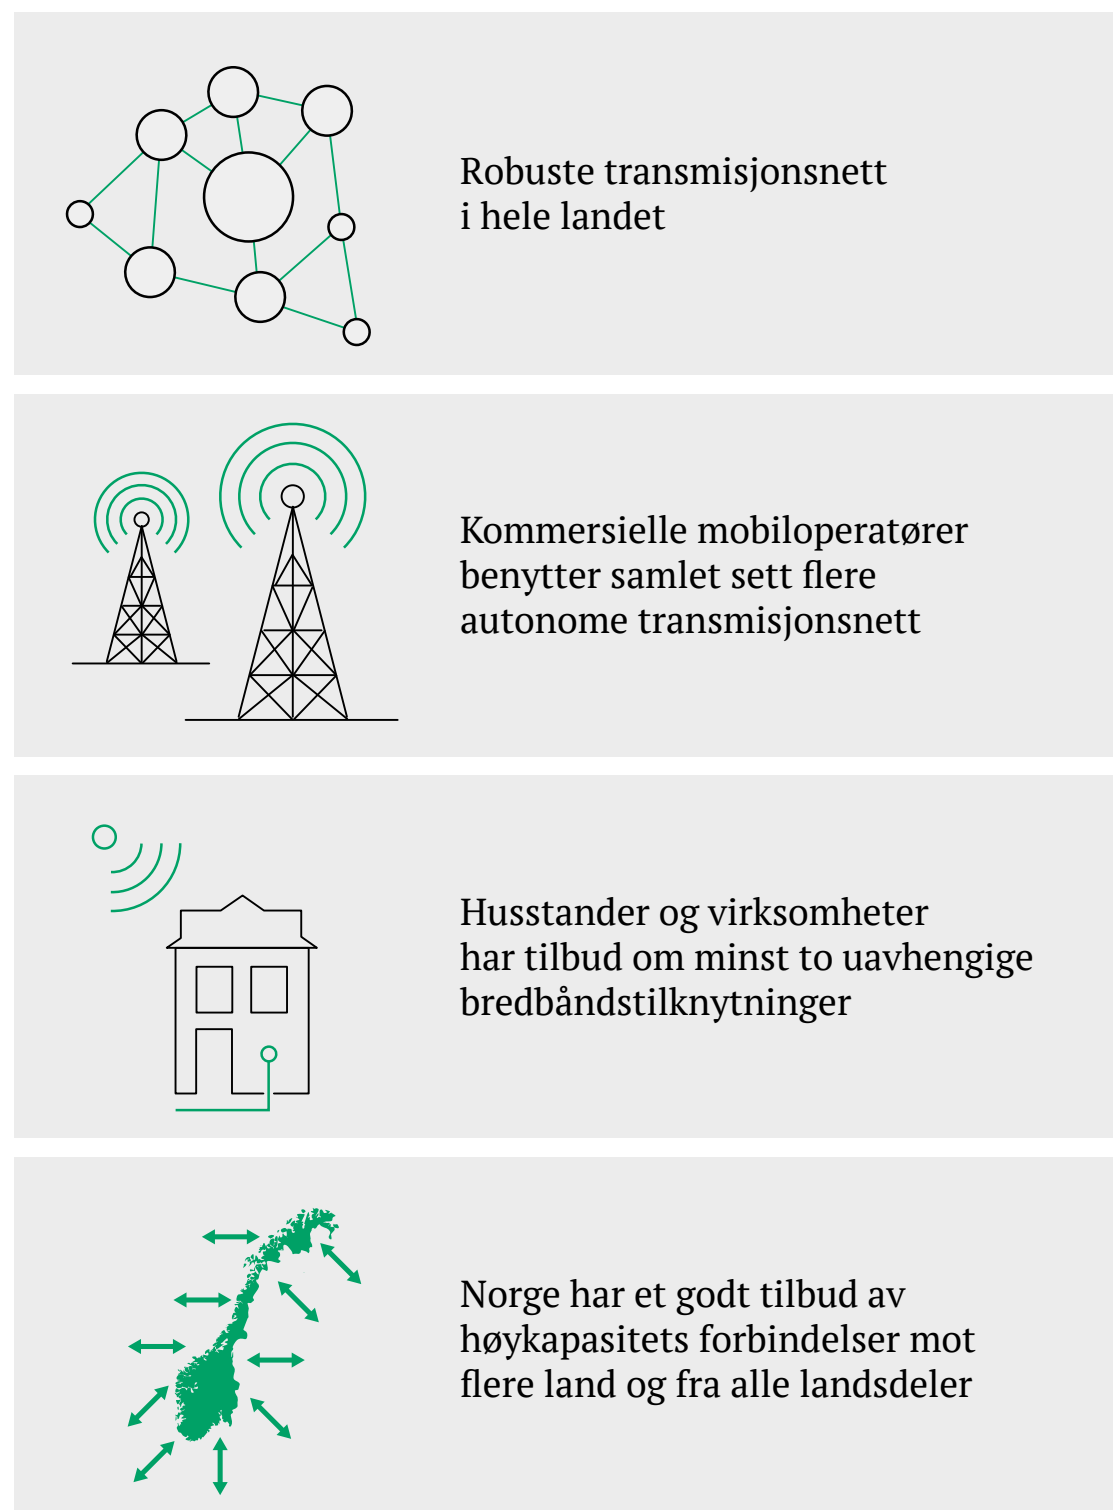 Robuste transmisjonsnett
i hele landet
Kommersielle mobiloperatører
benytter samlet sett flere
autonome transmisjonsnett
Husstander og virksomheter
har tilbud om minst to uavhengige
bredbåndstilknytninger
Norge har et godt tilbud av
høykapasitets forbindelser mot
flere land og fra alle landsdeler